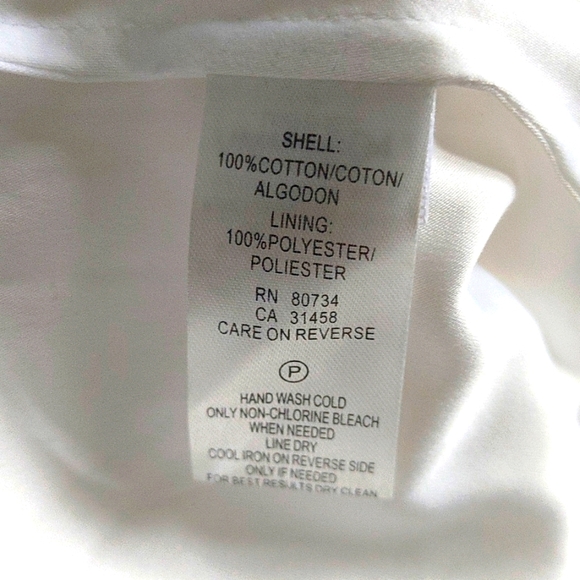 SHELL:
100%COTTON/COTON/
ALGODON
LINING:
100%POLYESTER/
POLIESTER
RN 80734
CA 31458
CARE ON REVERSE
P
HAND WASH COLD
ONLY NON-CHLORINE BLEACH
WHEN NEEDED
LINE DRY
COOL IRON ON REVERSE SIDE
ONLY IF NEEDED
FOR BEST RESULTS DRY CLEAN